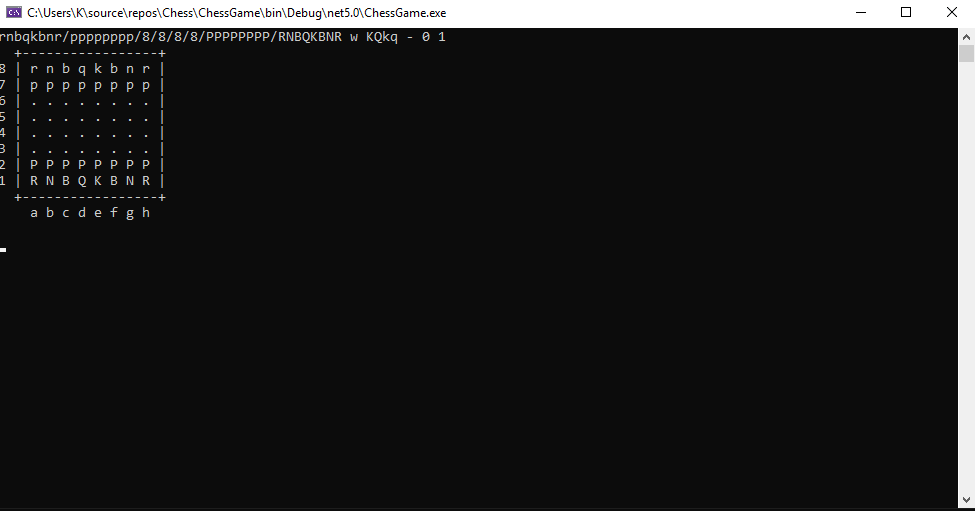 C:\Users\K\source\repos\Chess\ChessGame\bin\Debug\net5.0\ChessGame.exe
rnbqkbnr/pppppppp/8/8/8/8/PPPPPPPP/RNBQKBNR w KQkq - 0 1
  +-----------------+
8 | r n b q k b n r |
7 | p p p p p p p p |
6 | . . . . . . . . |
5 | . . . . . . . . |
4 | . . . . . . . . |
3 | . . . . . . . . |
2 | P P P P P P P P |
1 | R N B Q K B N R |
  +-----------------+
    a b c d e f g h